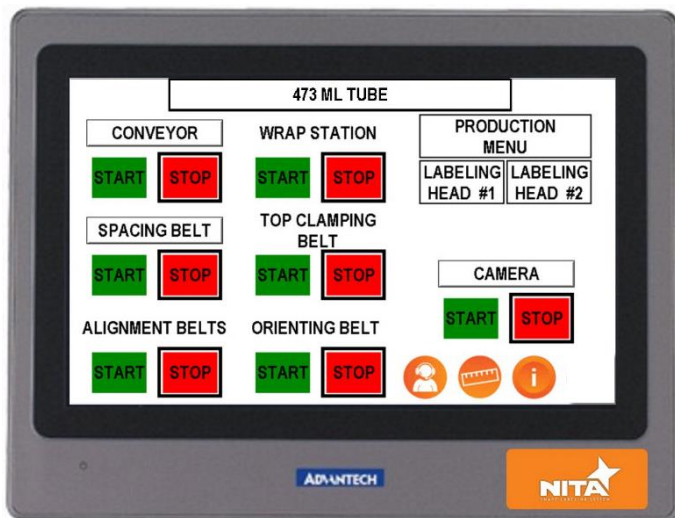 473 ML TUBE
CONVEYOR
START STOP
WRAP STATION
START STOP
PRODUCTION
MENU
LABELING
HEAD #1
LABELING
HEAD #2
SPACING BELT
START STOP
TOP CLAMPING
BELT
START STOP
CAMERA
START STOP
ALIGNMENT BELTS
START STOP
ORIENTING BELT
START STOP
i
ADVANTECH
NITA